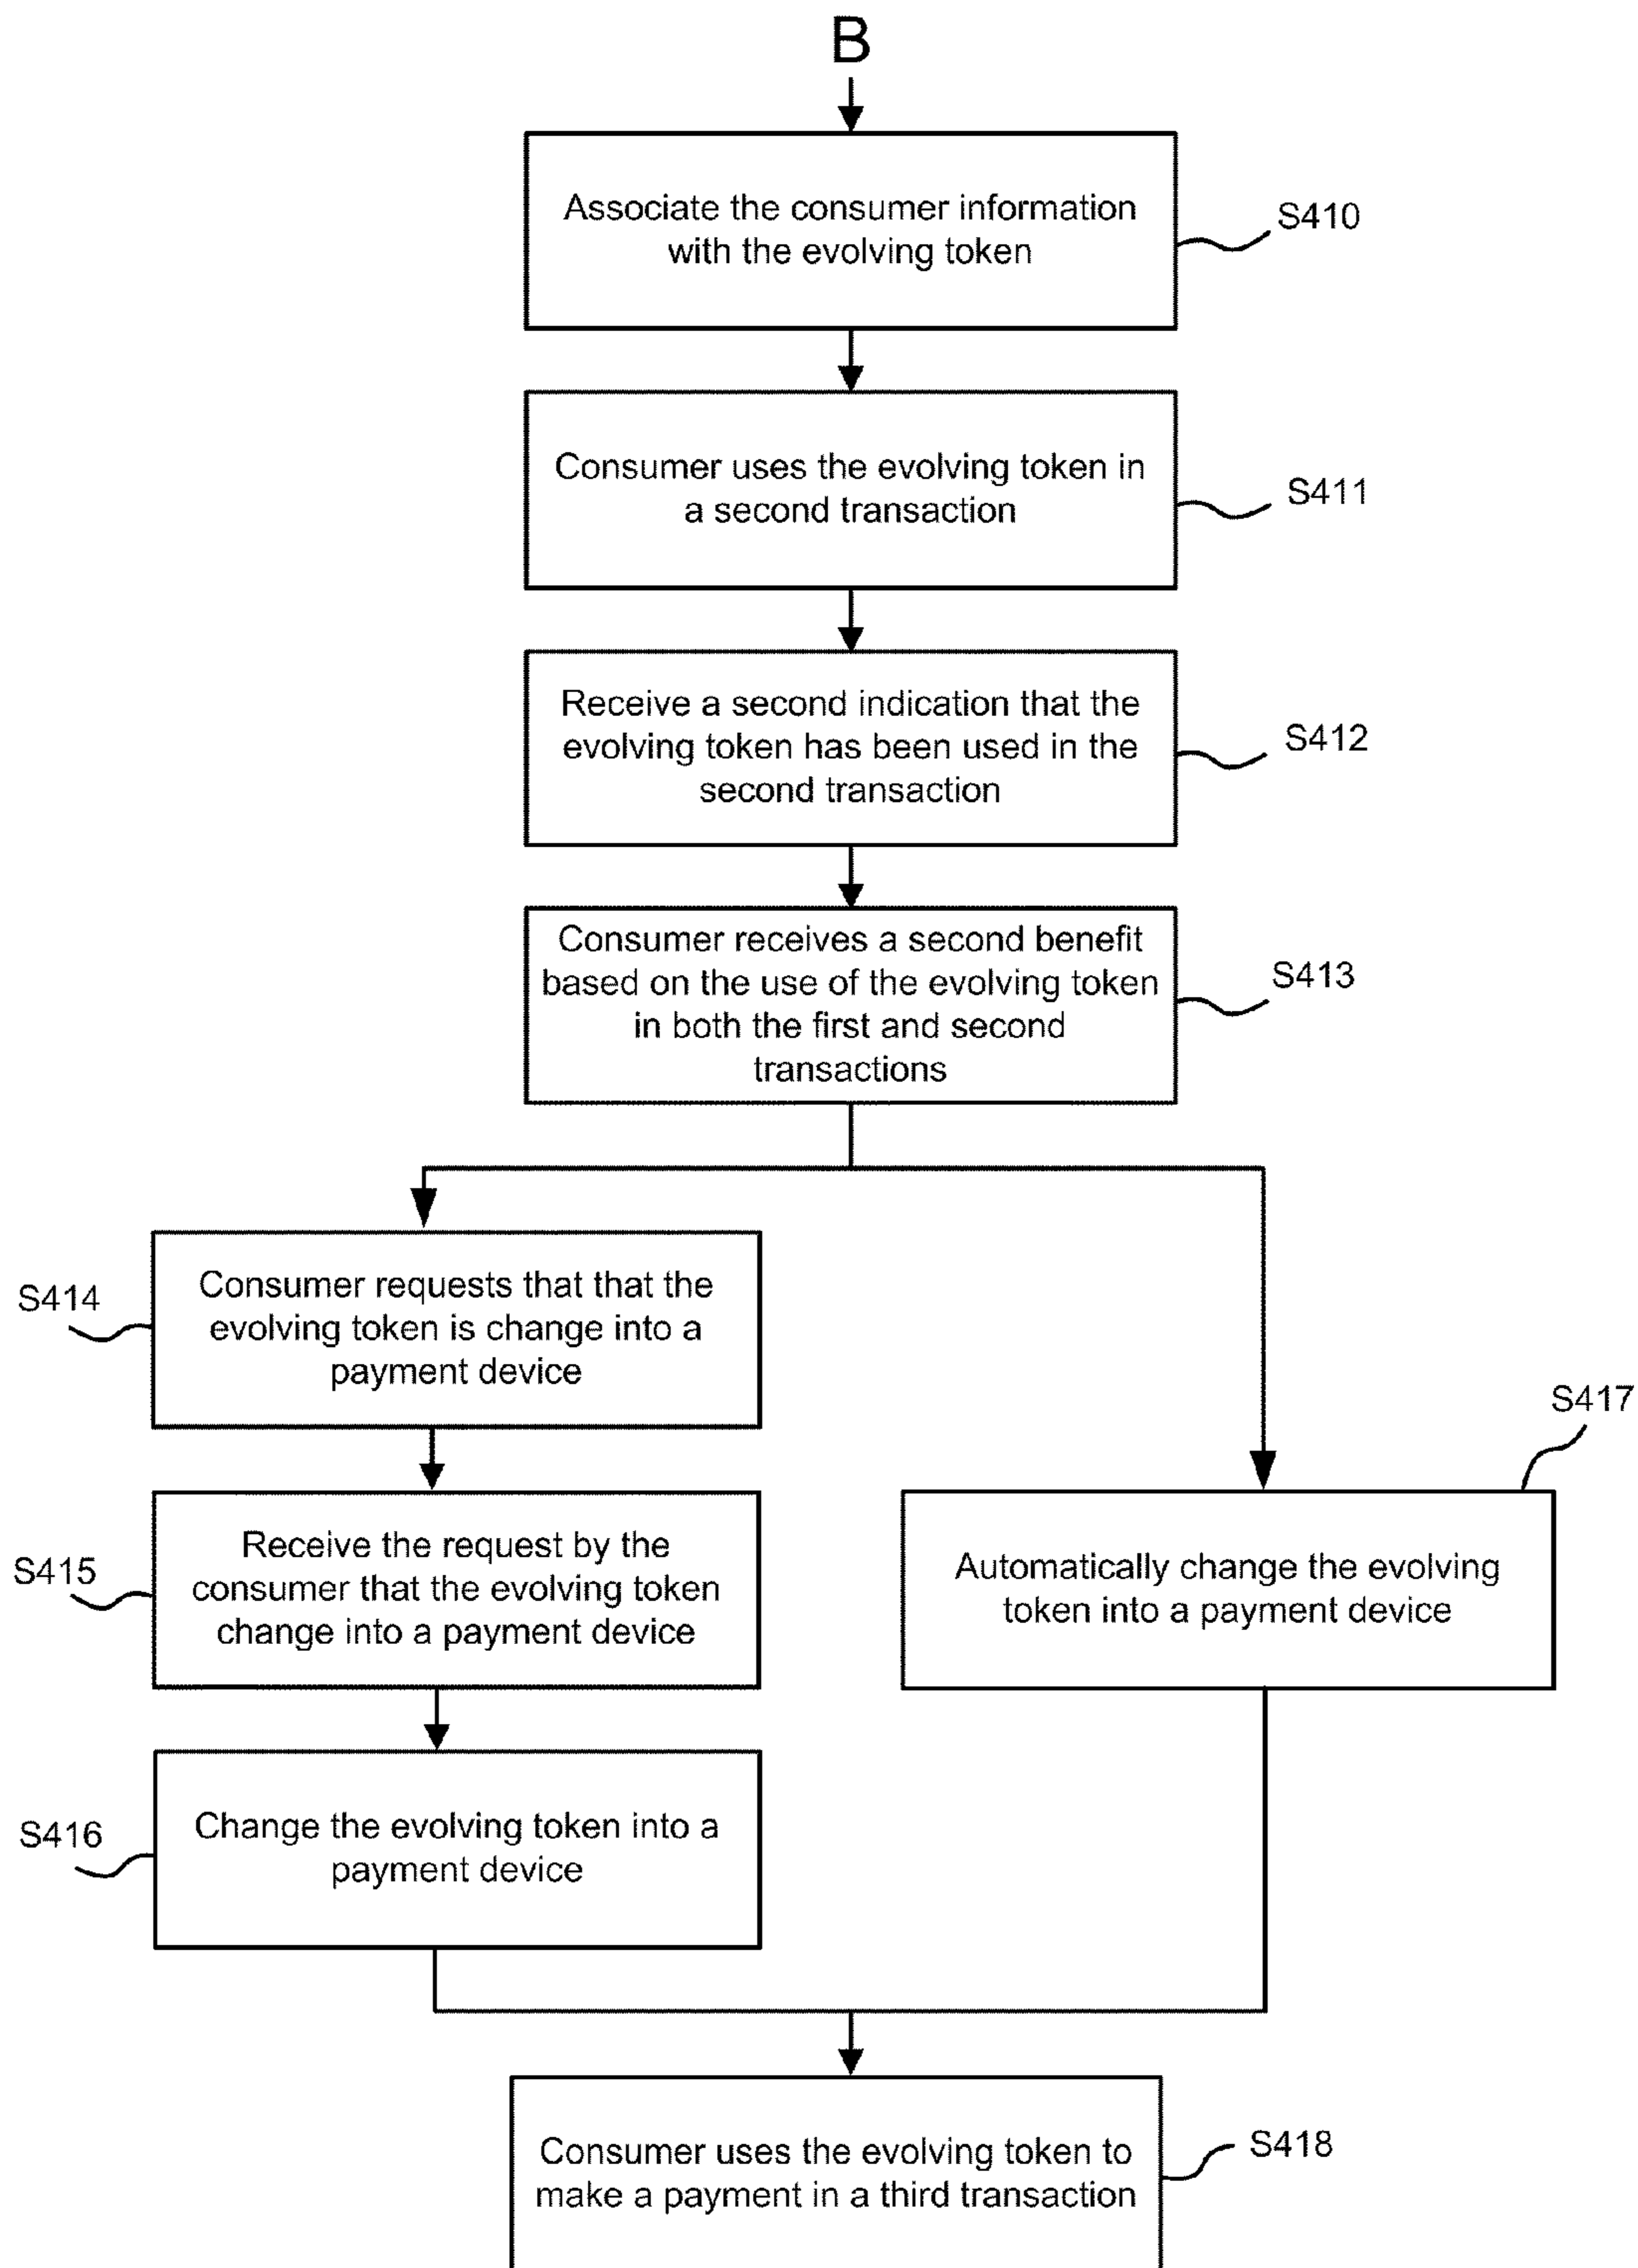 B
Associate the consumer information
with the evolving token
S410
Consumer uses the evolving token in
a second transaction
S411
Receive a second indication that the
evolving token has been used in the
second transaction
S412
Consumer receives a second benefit
based on the use of the evolving token
in both the first and second
transactions
S413
S414
Consumer requests that that the
evolving token is change into a
payment device
S415
Receive the request by the
consumer that the evolving token
change into a payment device
S416
Change the evolving token into a
payment device
S417
Automatically change the evolving
token into a payment device
Consumer uses the evolving token to
make a payment in a third transaction
S418